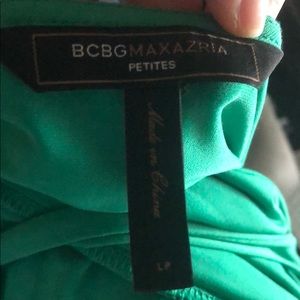 BCBGMAXAZRIA
PETITES
Made in China
LP